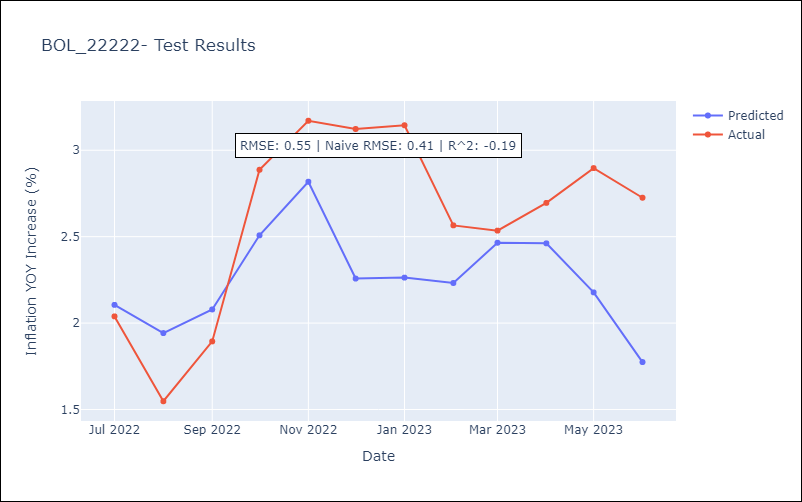 BOL_22222- Test Results
Predicted
Actual
RMSE: 0.55 | Naive RMSE: 0.41 | R^2: -0.19
Inflation YOY Increase (%)
3
2.5
2
1.5
Jul 2022
Sep 2022
Nov 2022
Jan 2023
Mar 2023
May 2023
Date